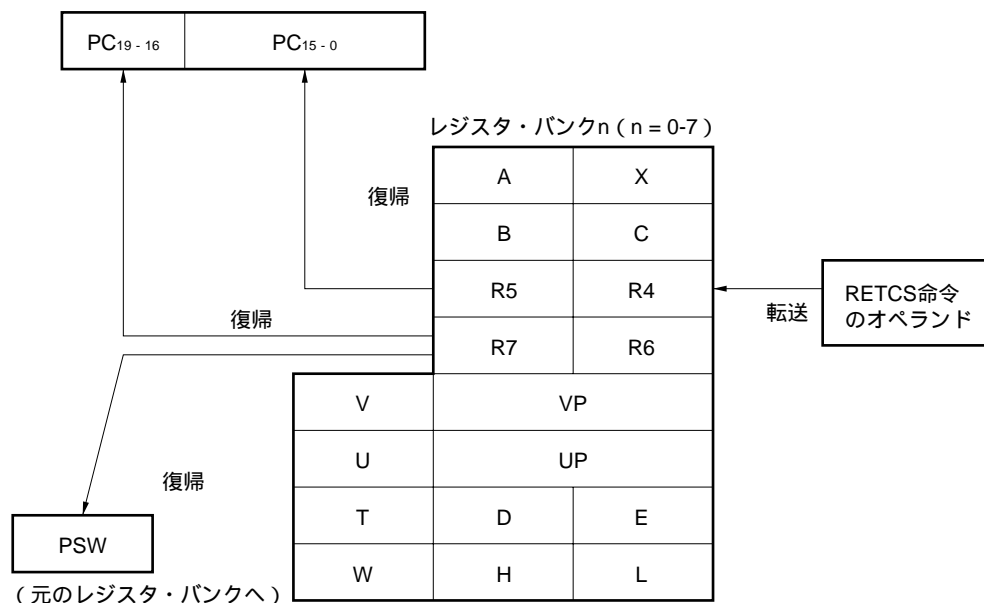 PC19 - 16 PC15 - 0
レジスタ・バンクn ( n = 0-7 )
A X
復帰
B C
R5 R4
RETCS命令
のオペランド
転送
復帰
R7 R6
V VP
U UP
復帰
T D E
PSW
W H L
( 元のレジスタ・バンクへ )